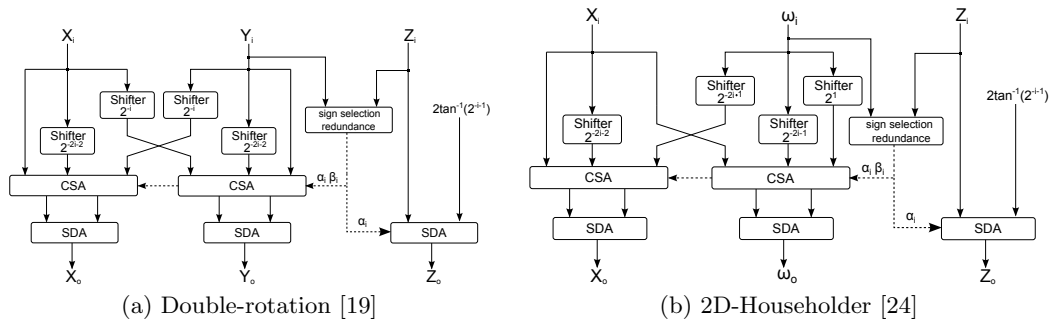 Xᵢ Yᵢ Zᵢ
Shifter 2⁻ⁱ
Shifter 2⁻ⁱ
2tan⁻¹(2⁻ⁱ⁻¹)
sign selection
redundance
Shifter 2⁻²ⁱ⁻²
Shifter 2⁻²ⁱ⁻²
CSA CSA αᵢ βᵢ
αᵢ
SDA SDA SDA
Xₒ Yₒ Zₒ
(a) Double-rotation [19]
Xᵢ ωᵢ Zᵢ
Shifter 2⁻²ⁱ⁺¹
Shifter 2¹
2tan⁻¹(2⁻ⁱ⁻¹)
sign selection
redundance
Shifter 2⁻²ⁱ⁻²
Shifter 2⁻²ⁱ⁻¹
CSA CSA αᵢ βᵢ
αᵢ
SDA SDA SDA
Xₒ ωₒ Zₒ
(b) 2D-Householder [24]